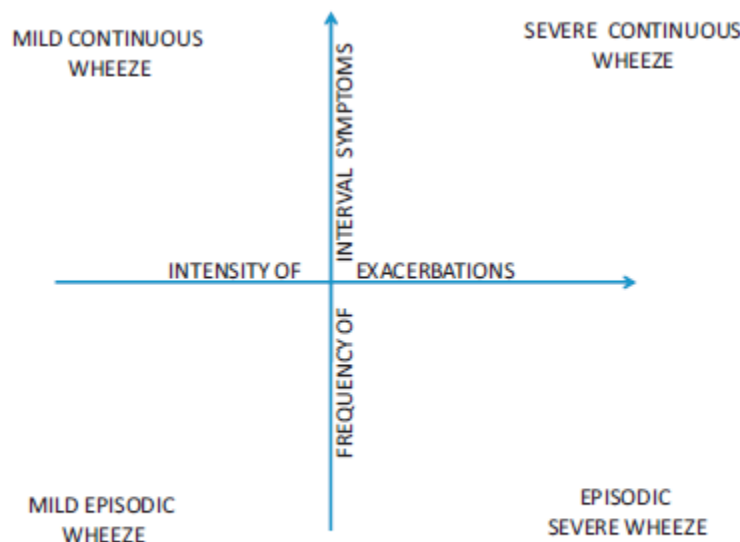 MILD CONTINUOUS
WHEEZE
SEVERE CONTINUOUS
WHEEZE
INTENSITY OF EXACERBATIONS
FREQUENCY OF INTERVAL SYMPTOMS
MILD EPISODIC
WHEEZE
EPISODIC
SEVERE WHEEZE